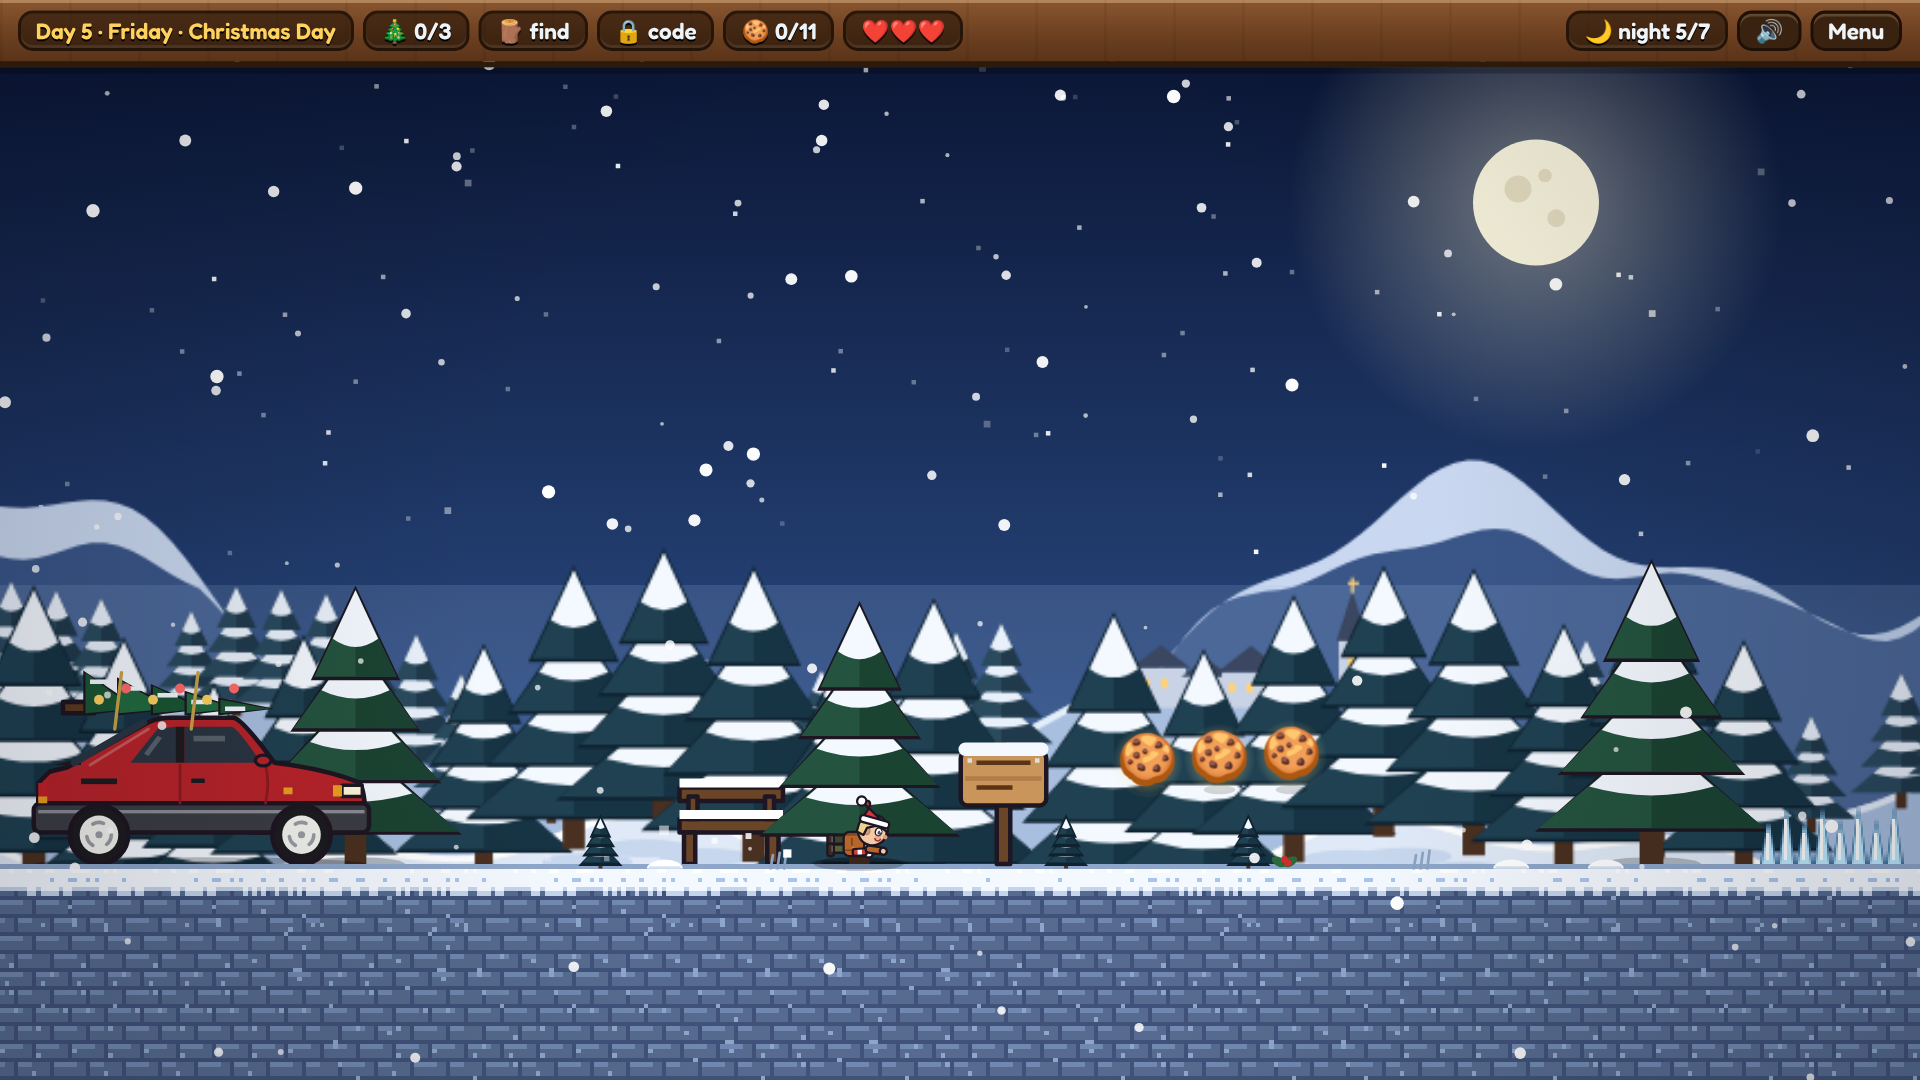 Day 5 · Friday · Christmas Day
0/3
find
code
0/11
night 5/7
Menu